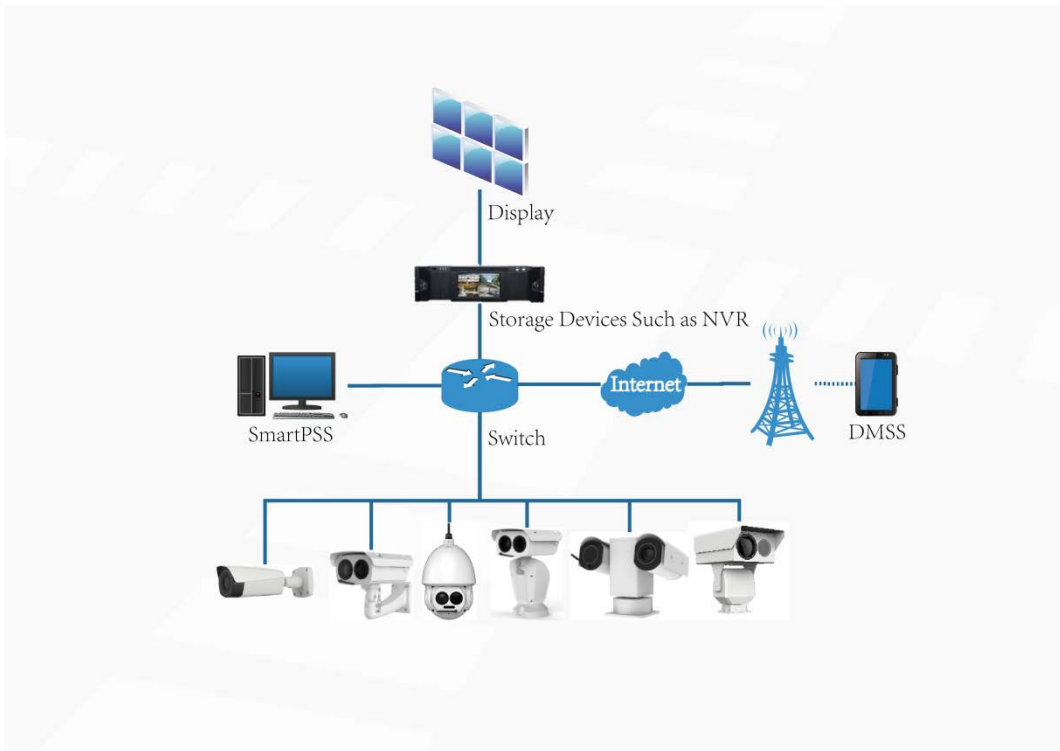 Display
Storage Devices Such as NVR
Internet
SmartPSS
Switch
DMSS